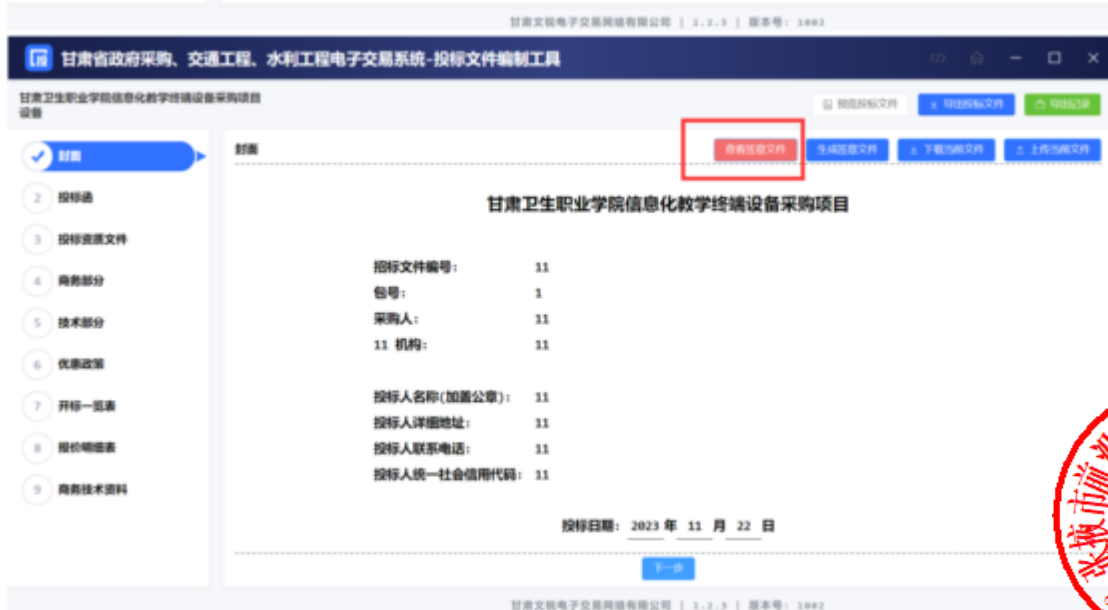 甘肃文锐电子交易网络有限公司 | 1.2.3 | 版本号: 1002
甘肃省政府采购、交通工程、水利工程电子交易系统-投标文件编制工具
甘肃卫生职业学院信息化教学终端设备采购项目
设备
预览投标文件 导出投标文件 导出记录
封面
封面
查看签章文件 生成签章文件 下载当前文件 上传当前文件
2 投标函
3 投标资质文件
4 商务部分
5 技术部分
6 优惠政策
7 开标一览表
8 报价明细表
9 商务技术资料
甘肃卫生职业学院信息化教学终端设备采购项目
招标文件编号: 11
包号: 1
采购人: 11
11 机构: 11
投标人名称(加盖公章): 11
投标人详细地址: 11
投标人联系电话: 11
投标人统一社会信用代码: 11
投标日期: 2023 年 11 月 22 日
下一步
甘肃文锐电子交易网络有限公司 | 1.2.3 | 版本号: 1002
张掖市